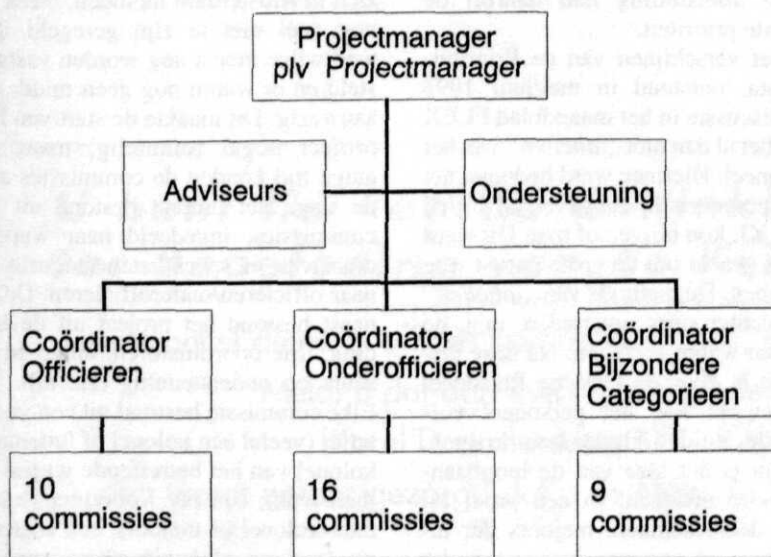 Projectmanager
plv Projectmanager
Adviseurs
Ondersteuning
Coördinator
Officieren
Coördinator
Onderofficieren
Coördinator
Bijzondere
Categorieen
10
commissies
16
commissies
9
commissies